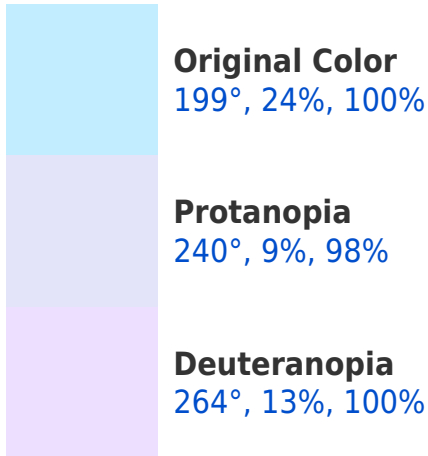 Original Color
199°, 24%, 100%
Protanopia
240°, 9%, 98%
Deuteranopia
264°, 13%, 100%